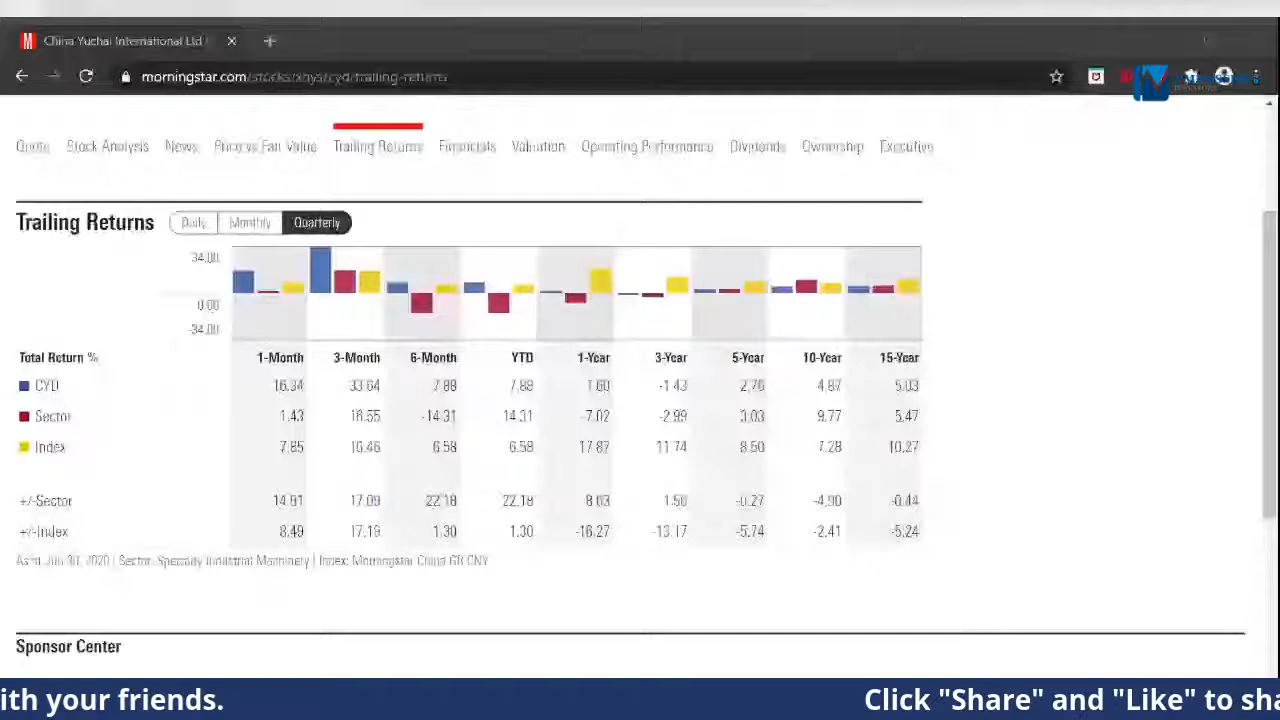 China Yuchai International Ltd
morningstar.com/stocks/xnys/cyd/trailing-returns
Quote Stock Analysis News Price vs Fair Value Trailing Returns Financials Valuation Operating Performance Dividends Ownership Executive
Trailing Returns Daily Monthly Quarterly
34.00
0.00
-34.00
Total Return % 1-Month 3-Month 6-Month YTD 1-Year 3-Year 5-Year 10-Year 15-Year
CYD 16.34 33.64 7.88 7.88 1.60 -1.43 2.76 4.87 5.03
Sector 1.43 16.55 -14.31 14.31 -7.02 -2.99 3.03 9.77 5.47
Index 7.85 16.46 6.58 6.58 17.87 11.74 8.50 7.28 10.27
+/-Sector 14.91 17.09 22.18 22.18 8.63 1.56 -0.27 -4.90 -0.44
+/-Index 8.49 17.19 1.30 1.30 -16.27 -13.17 -5.74 -2.41 -5.24
As of Jun 30, 2020 | Sector: Specialty Industrial Machinery | Index: Morningstar China GR CNY
Sponsor Center
ith your friends. Click "Share" and "Like" to sha